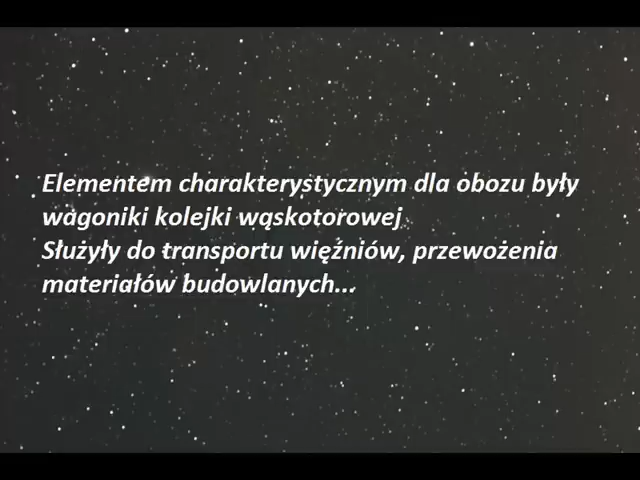 Elementem charakterystycznym dla obozu były
wagoniki kolejki wąskotorowej
Służyły do transportu więźniów, przewożenia
materiałów budowlanych...